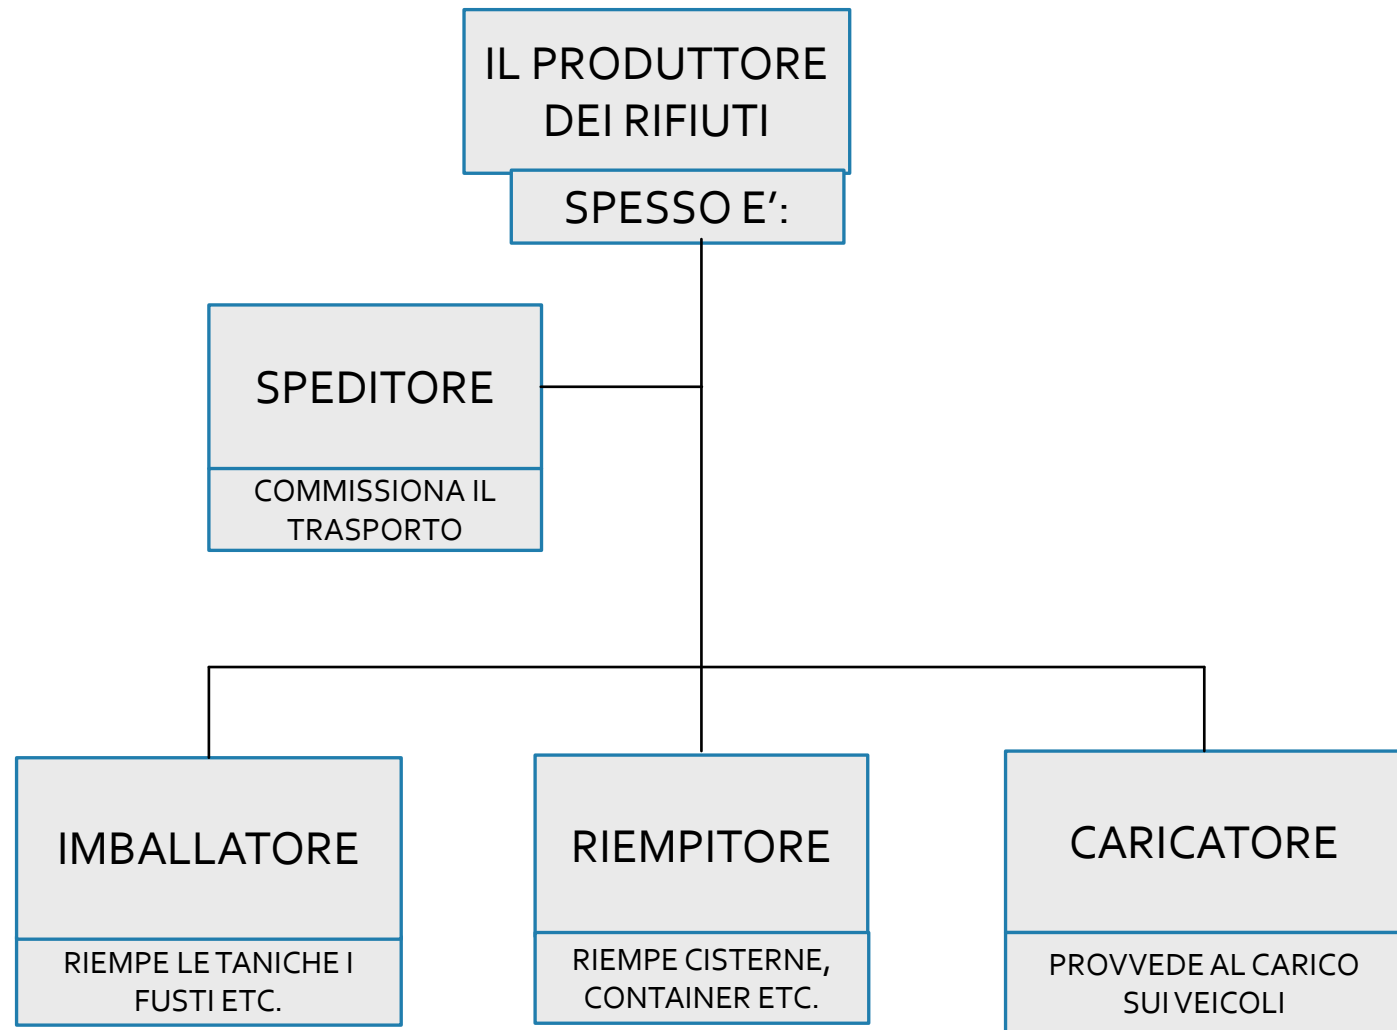 IL PRODUTTORE
DEI RIFIUTI
SPESSO E’:
SPEDITORE
COMMISSIONA IL
TRASPORTO
IMBALLATORE
RIEMPE LE TANICHE I
FUSTI ETC.
RIEMPITORE
RIEMPE CISTERNE,
CONTAINER ETC.
CARICATORE
PROVVEDE AL CARICO
SUI VEICOLI